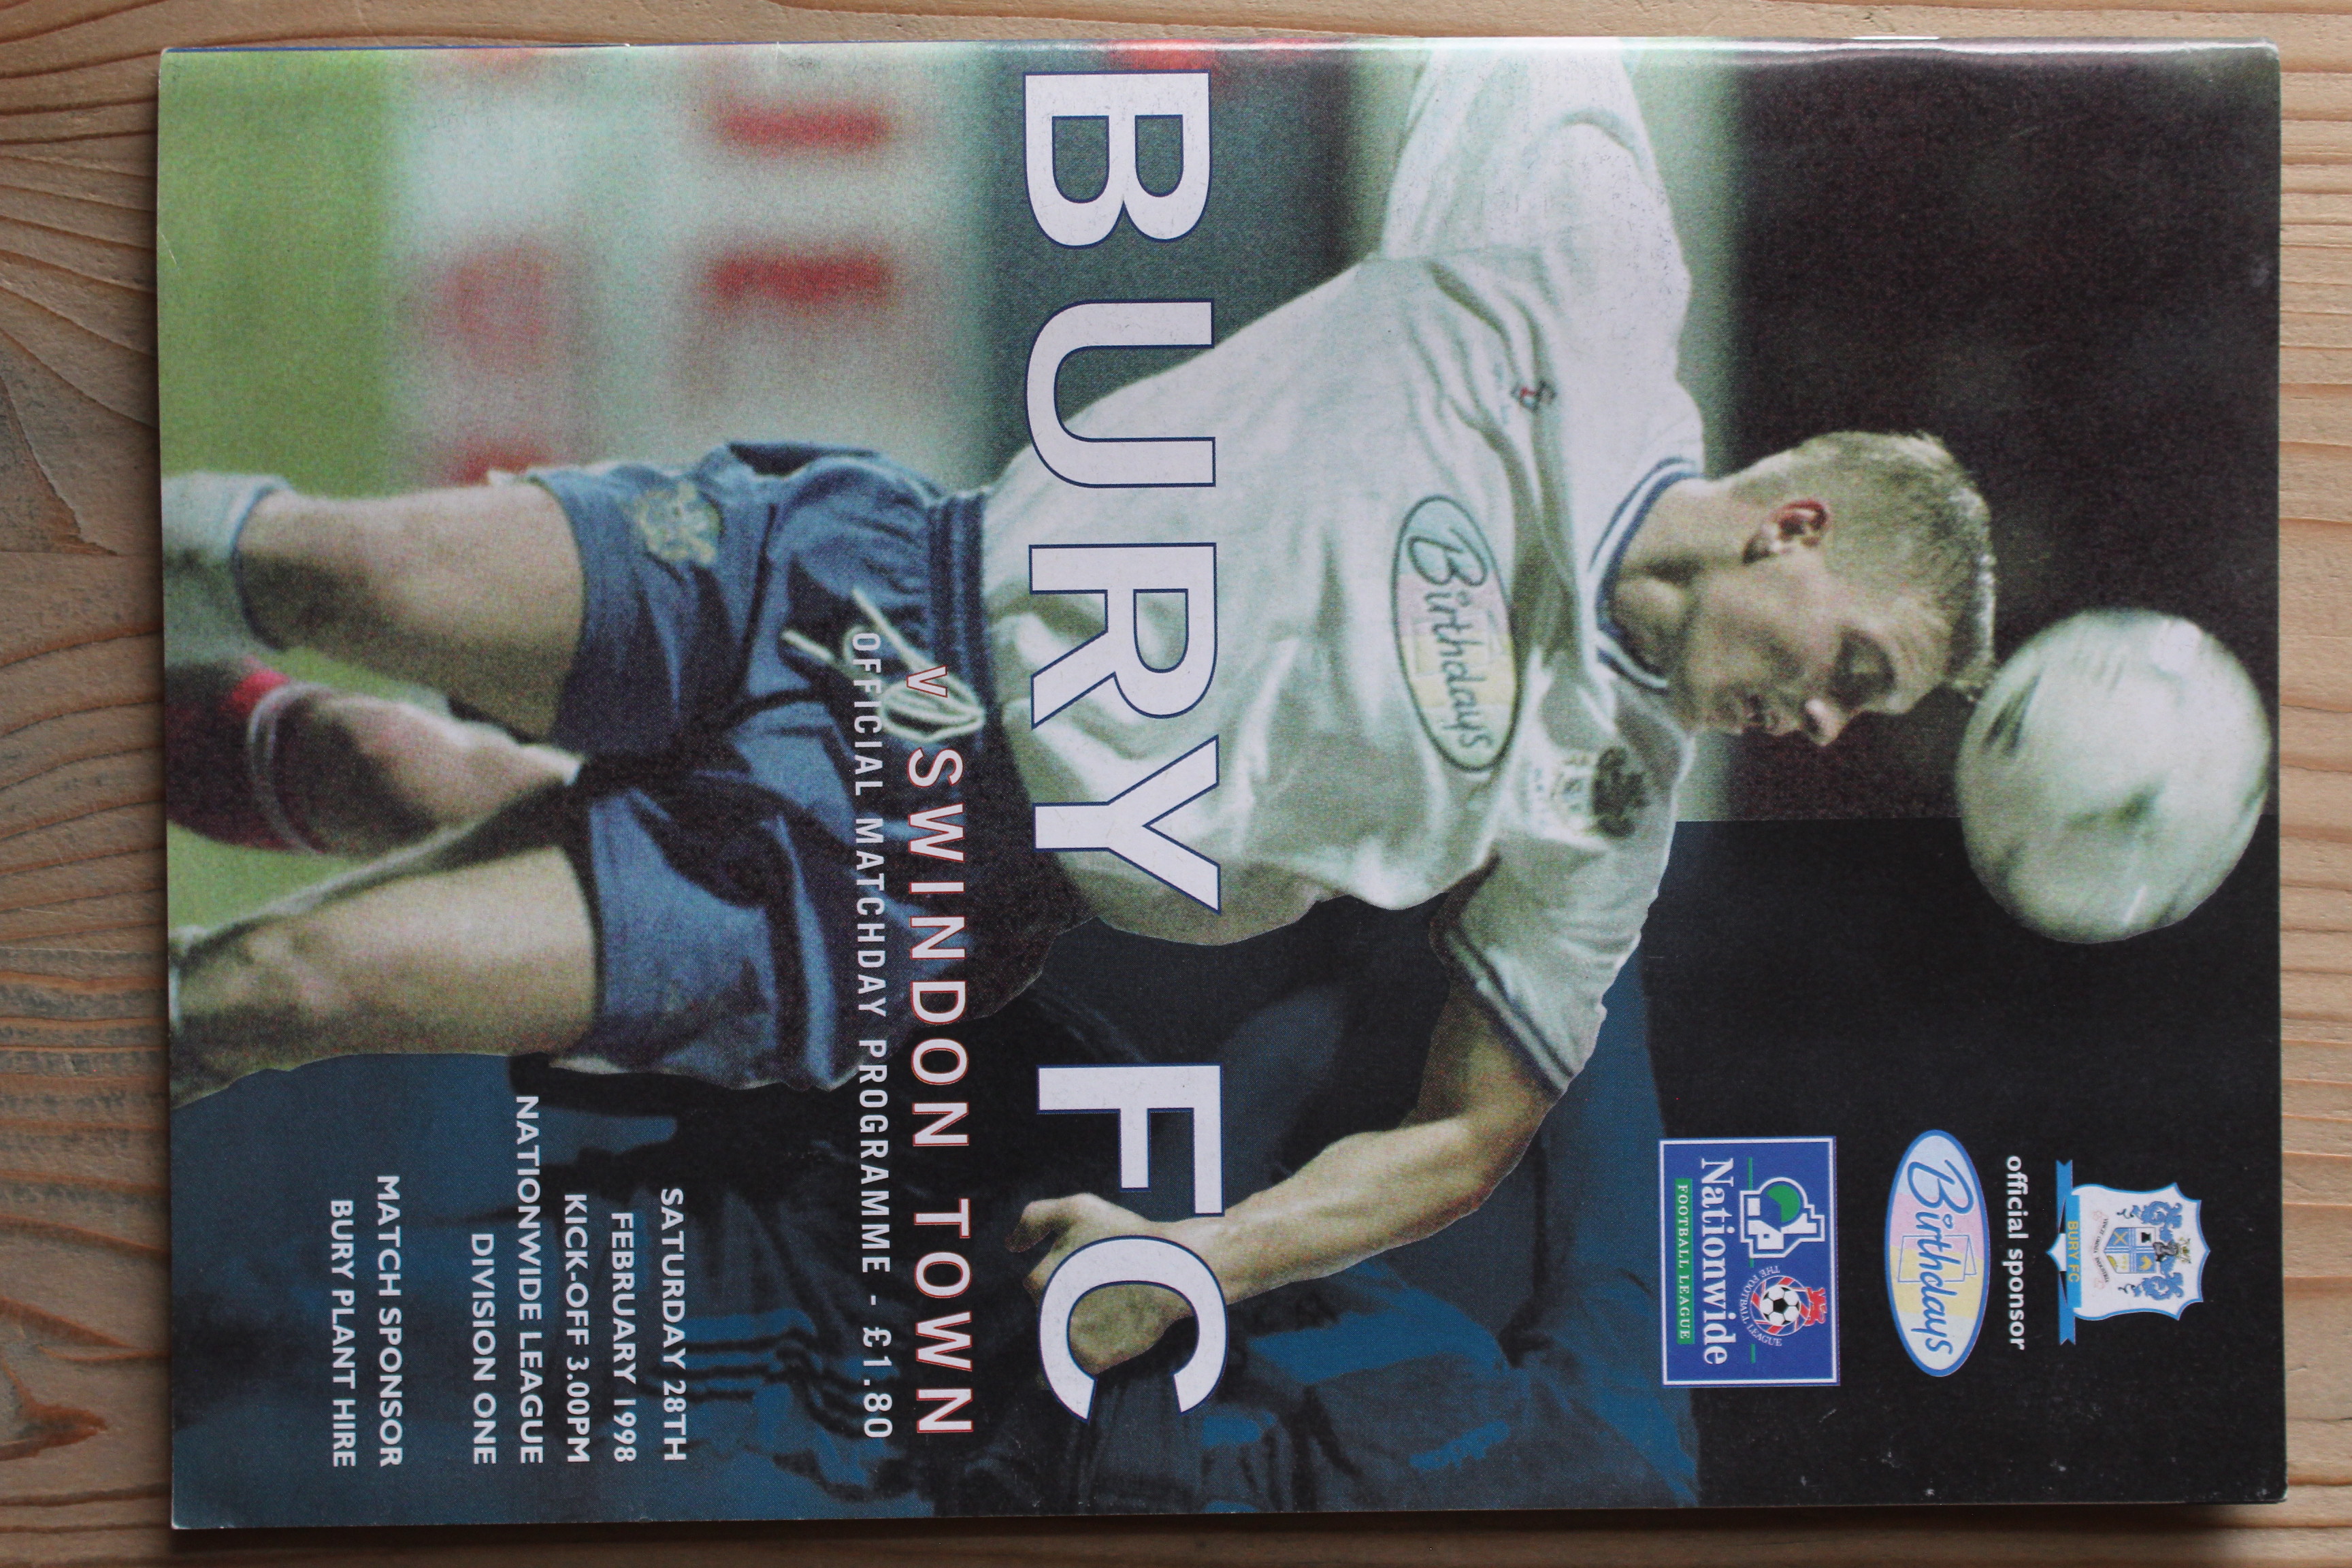 BURY FC
official sponsor
Birthdays
Nationwide
FOOTBALL LEAGUE
THE FOOTBALL LEAGUE
Birthdays
BURY FC
v SWINDON TOWN
OFFICIAL MATCHDAY PROGRAMME - £1.80
SATURDAY 28TH
FEBRUARY 1998
KICK-OFF 3.00PM
NATIONWIDE LEAGUE
DIVISION ONE
MATCH SPONSOR
BURY PLANT HIRE